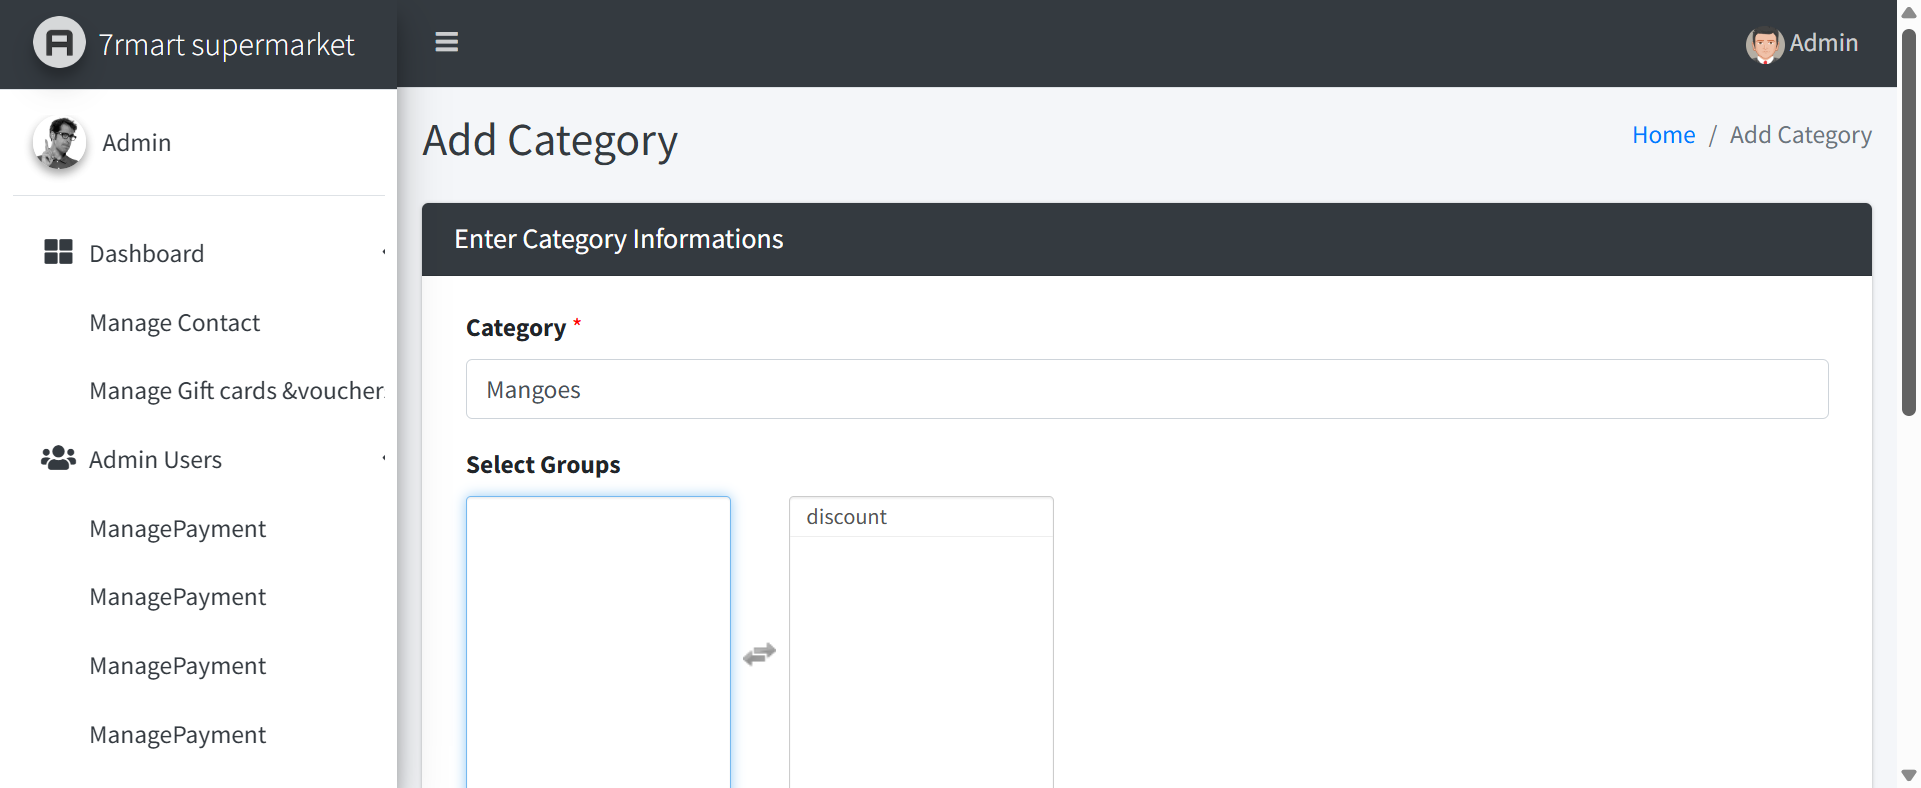 7rmart supermarket
Admin
Admin
Add Category
Home / Add Category
Dashboard
Manage Contact
Manage Gift cards &voucher
Admin Users
ManagePayment
ManagePayment
ManagePayment
ManagePayment
Enter Category Informations
Category *
Mangoes
Select Groups
discount